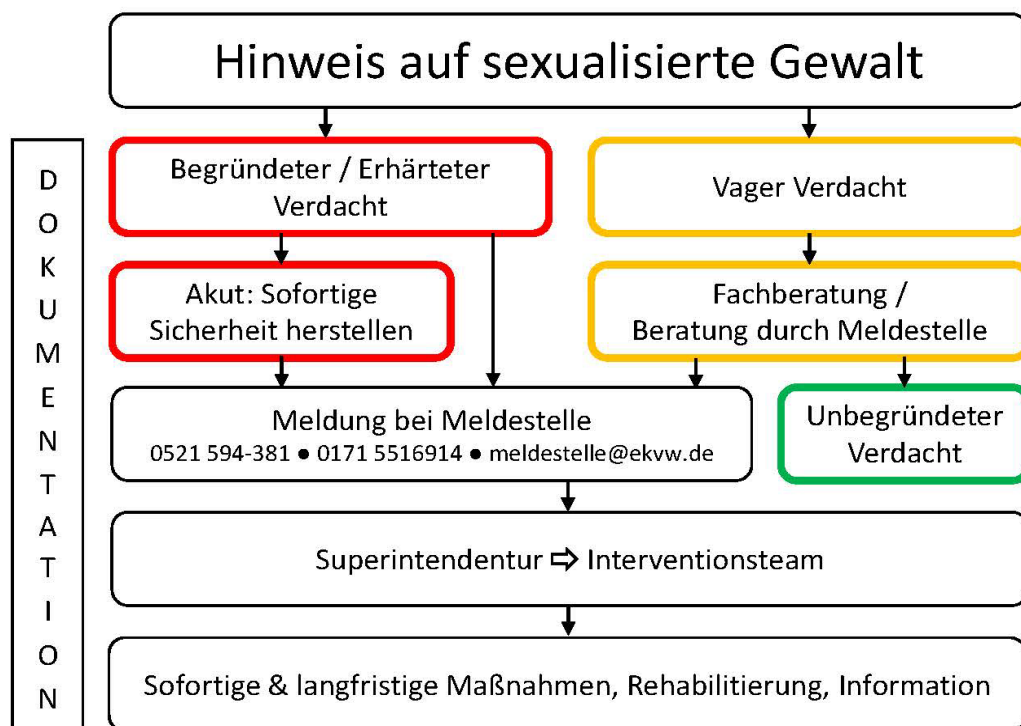 Hinweis auf sexualisierte Gewalt
DOKUMENTATION
Begründeter / Erhärteter
Verdacht
Vager Verdacht
Akut: Sofortige
Sicherheit herstellen
Fachberatung /
Beratung durch Meldestelle
Meldung bei Meldestelle
0521 594-381 ● 0171 5516914 ● meldestelle@ekvw.de
Unbegründeter
Verdacht
Superintendentur ⇨ Interventionsteam
Sofortige & langfristige Maßnahmen, Rehabilitierung, Information